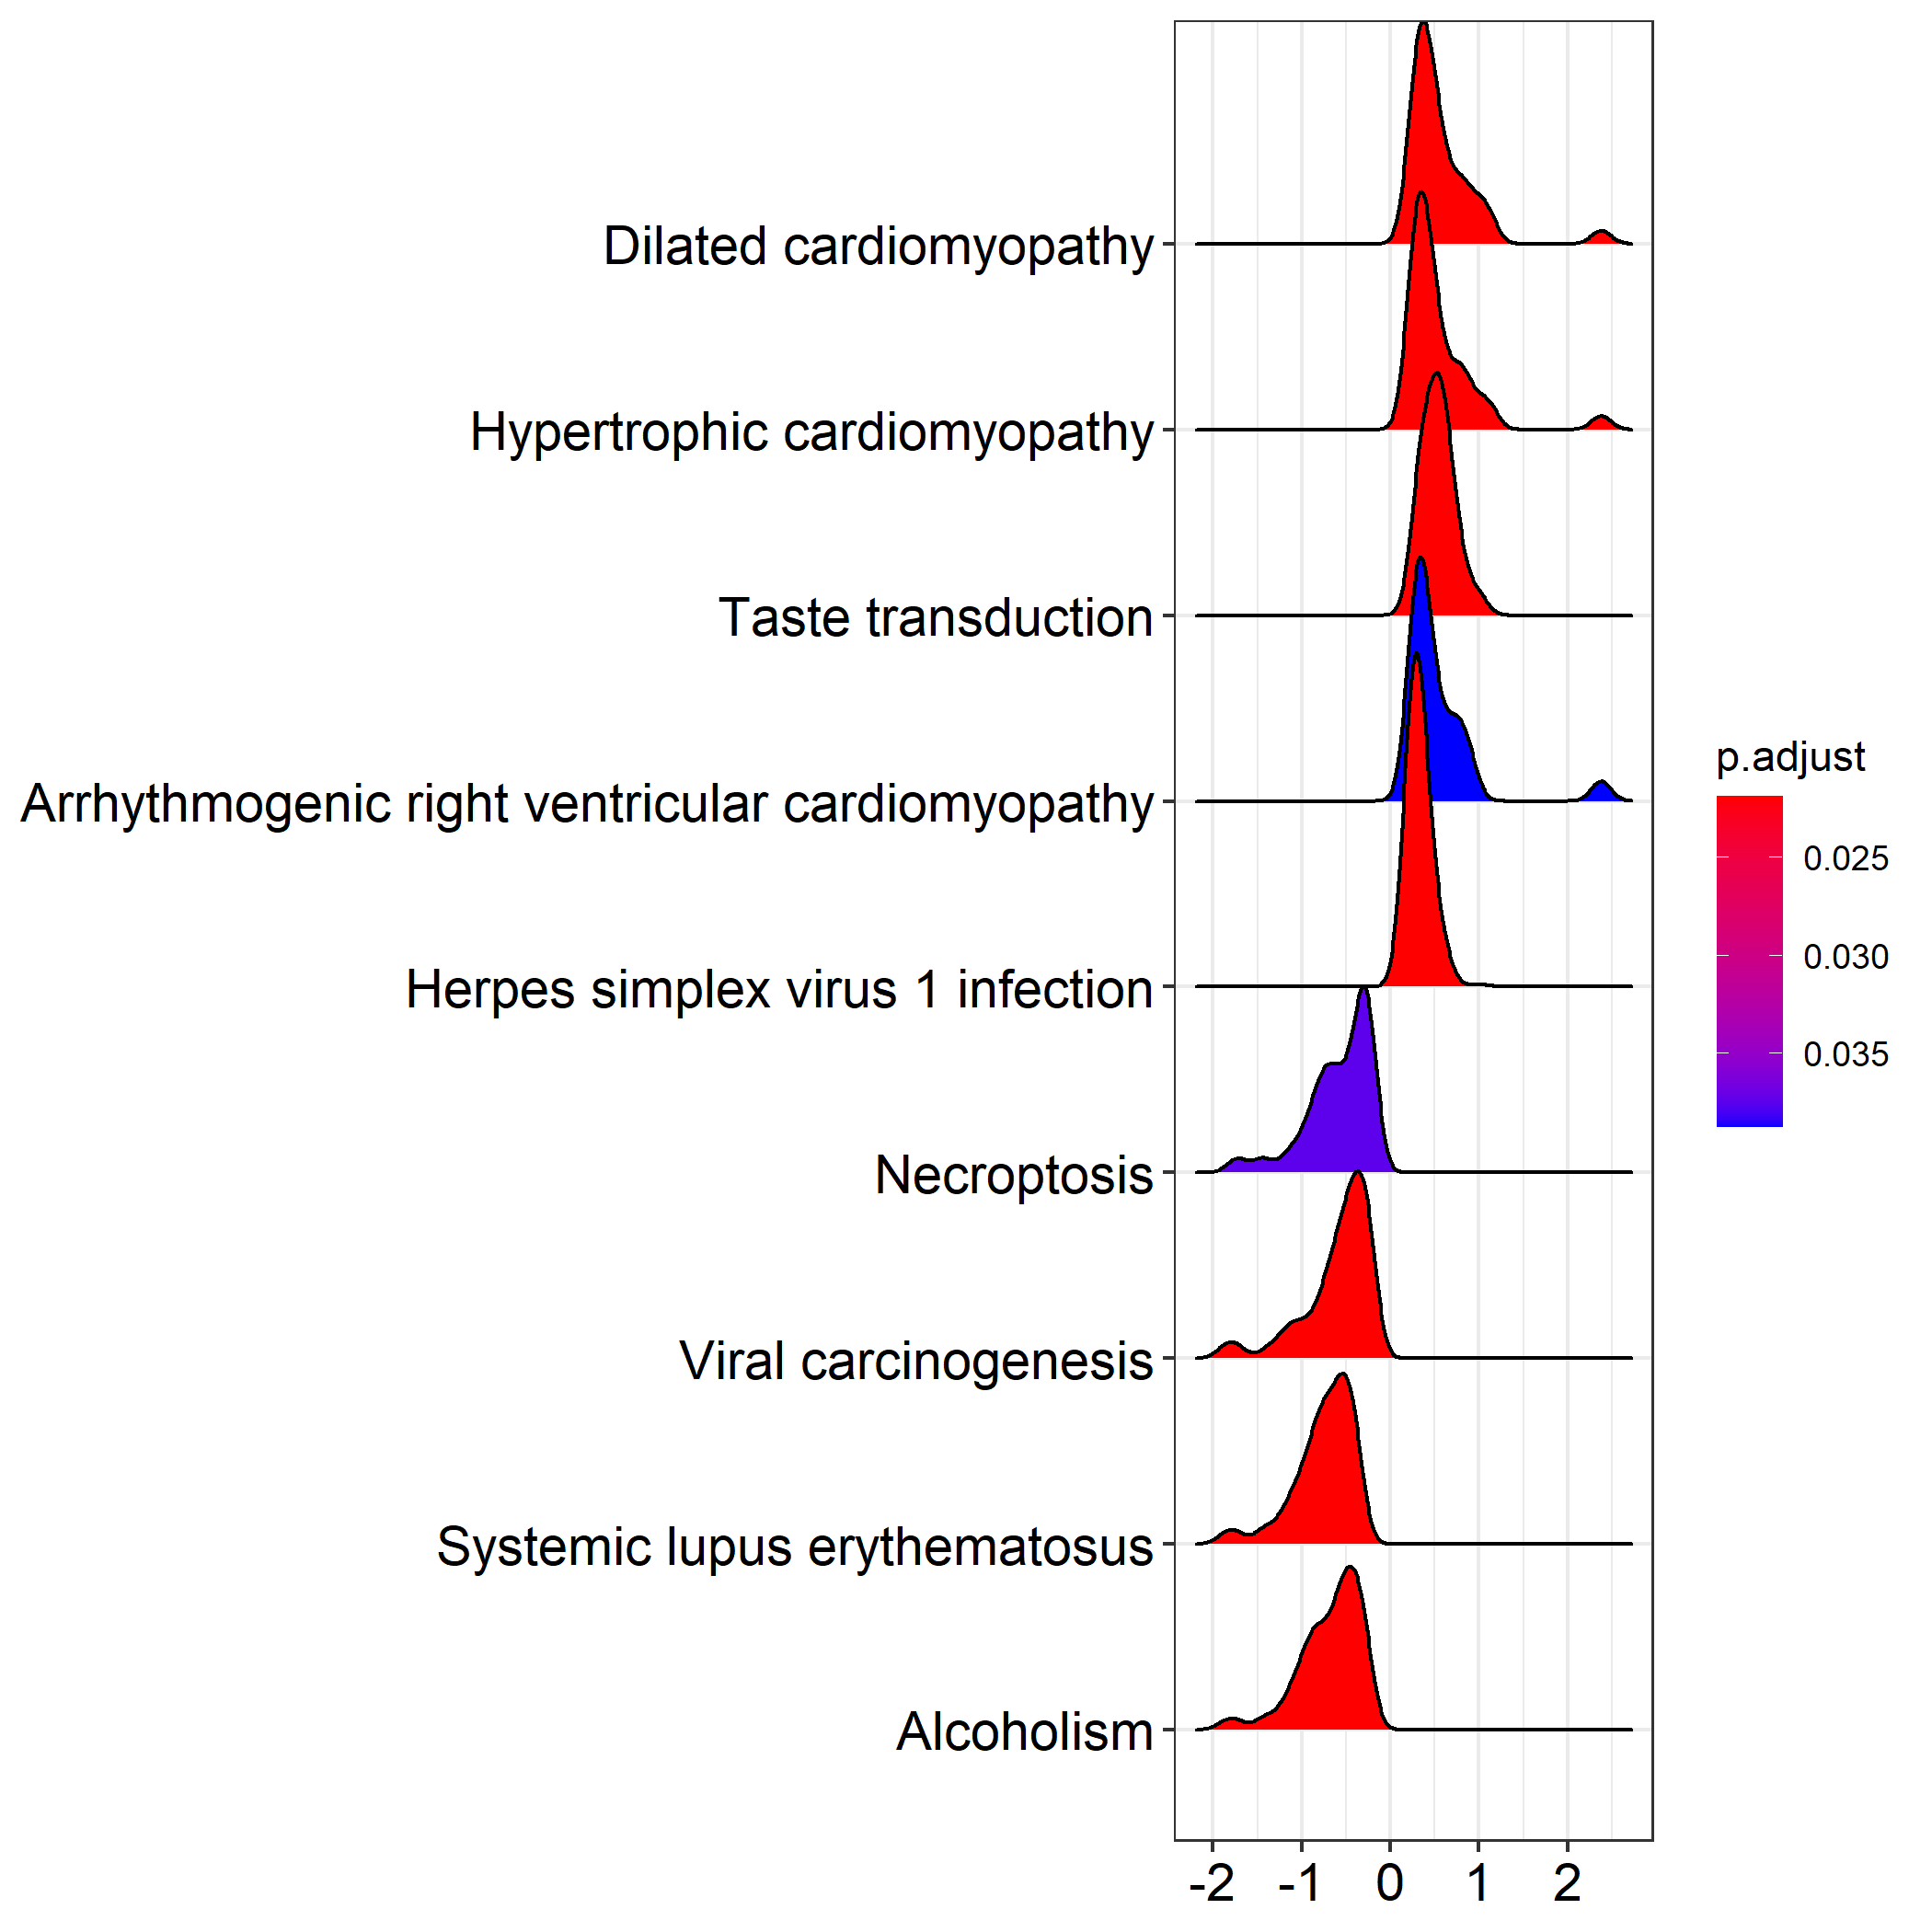 Dilated cardiomyopathy
Hypertrophic cardiomyopathy
Taste transduction
Arrhythmogenic right ventricular cardiomyopathy
Herpes simplex virus 1 infection
Necroptosis
Viral carcinogenesis
Systemic lupus erythematosus
Alcoholism
-2 -1 0 1 2
p.adjust
0.025
0.030
0.035